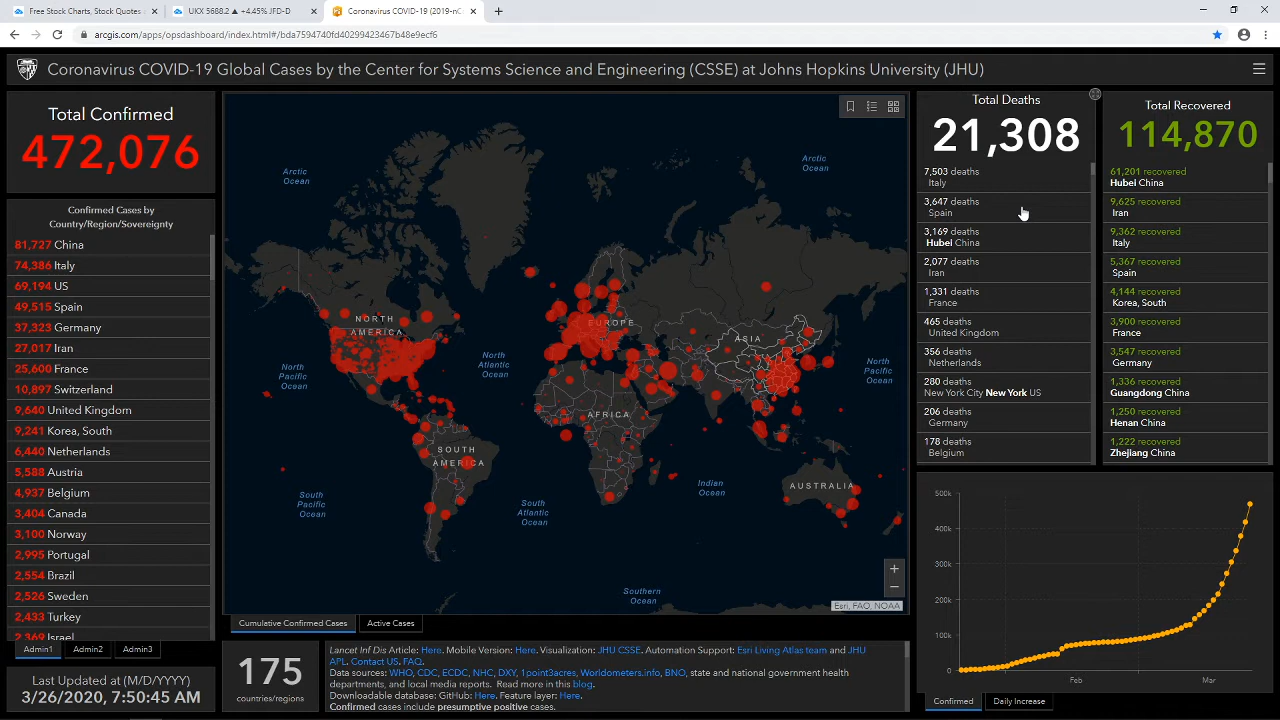 Free Stock Charts, Stock Quotes
UKX 5688.2 ▲ +4.45% JFD-D
Coronavirus COVID-19 (2019-nC
arcgis.com/apps/opsdashboard/index.html#/bda7594740fd40299423467b48e9ecf6
Coronavirus COVID-19 Global Cases by the Center for Systems Science and Engineering (CSSE) at Johns Hopkins University (JHU)
Total Confirmed
472,076
Confirmed Cases by
Country/Region/Sovereignty
81,727 China
74,386 Italy
69,194 US
49,515 Spain
37,323 Germany
27,017 Iran
25,600 France
10,897 Switzerland
9,640 United Kingdom
9,241 Korea, South
6,440 Netherlands
5,588 Austria
4,937 Belgium
3,404 Canada
3,100 Norway
2,995 Portugal
2,554 Brazil
2,526 Sweden
2,433 Turkey
2,369 Israel
Admin1
Admin2
Admin3
Last Updated at (M/D/YYYY)
3/26/2020, 7:50:45 AM
Arctic
Ocean
Arctic
Ocean
NORTH
AMERICA
EUROPE
ASIA
North
Pacific
Ocean
North
Atlantic
Ocean
North
Pacific
Ocean
AFRICA
SOUTH
AMERICA
AUSTRALIA
Indian
Ocean
South
Pacific
Ocean
South
Atlantic
Ocean
Southern
Ocean
+
−
Esri, FAO, NOAA
Cumulative Confirmed Cases
Active Cases
175
countries/regions
Lancet Inf Dis Article: Here. Mobile Version: Here. Visualization: JHU CSSE. Automation Support: Esri Living Atlas team and JHU
APL. Contact US. FAQ.
Data sources: WHO, CDC, ECDC, NHC, DXY, 1point3acres, Worldometers.info, BNO, state and national government health
departments, and local media reports. Read more in this blog.
Downloadable database: GitHub: Here. Feature layer: Here.
Confirmed cases include presumptive positive cases.
Total Deaths
21,308
7,503 deaths
Italy
3,647 deaths
Spain
3,169 deaths
Hubei China
2,077 deaths
Iran
1,331 deaths
France
465 deaths
United Kingdom
356 deaths
Netherlands
280 deaths
New York City New York US
206 deaths
Germany
178 deaths
Belgium
Total Recovered
114,870
61,201 recovered
Hubei China
9,625 recovered
Iran
9,362 recovered
Italy
5,367 recovered
Spain
4,144 recovered
Korea, South
3,900 recovered
France
3,547 recovered
Germany
1,336 recovered
Guangdong China
1,250 recovered
Henan China
1,222 recovered
Zhejiang China
500k
400k
300k
200k
100k
0
Feb
Mar
Confirmed
Daily Increase